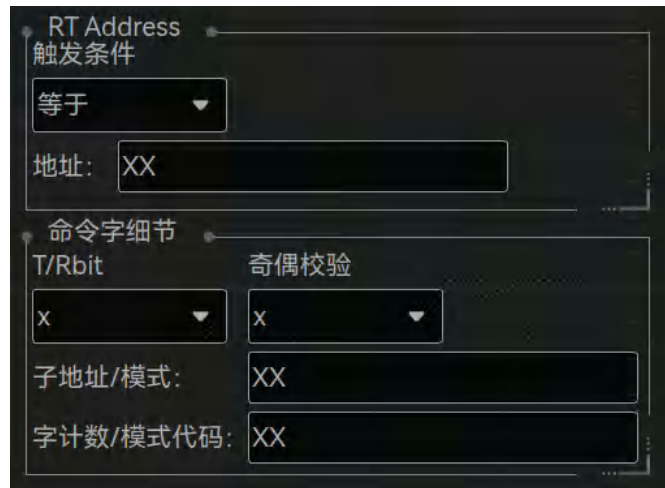 RT Address
触发条件
等于
地址: XX
命令字细节
T/Rbit 奇偶校验
x x
子地址/模式: XX
字计数/模式代码: XX